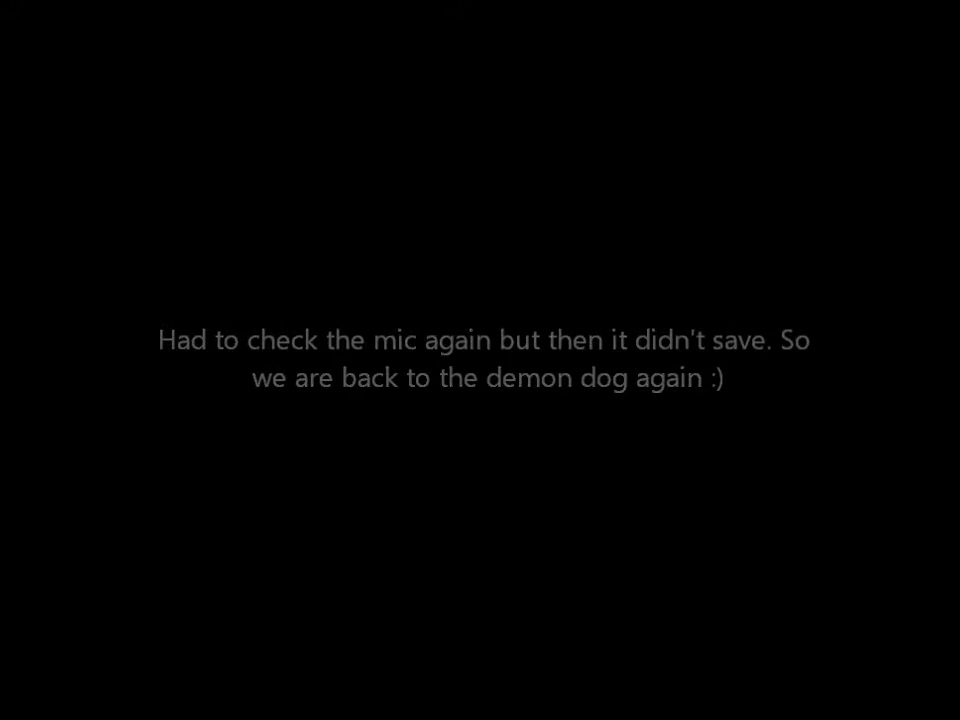 Had to check the mic again but then it didn't save. So
we are back to the demon dog again :)